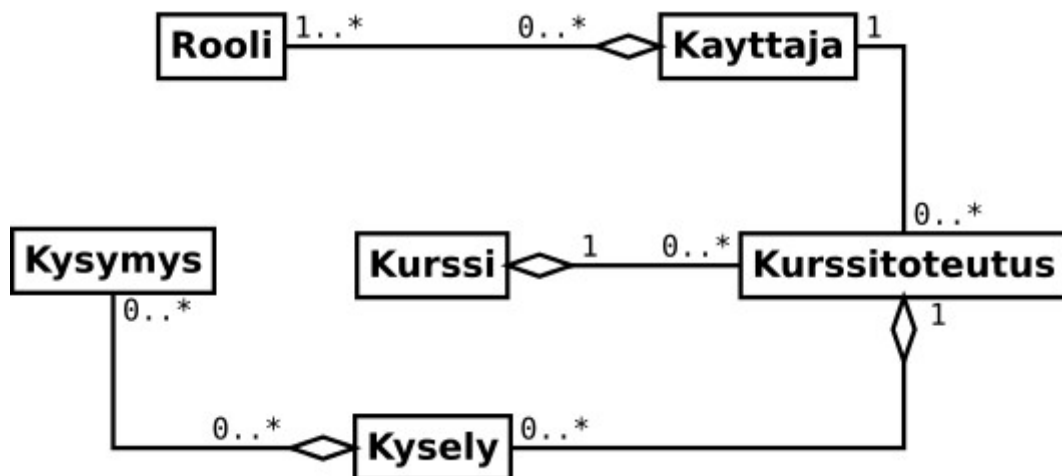 Rooli 1..* 0..* Kayttaja 1
0..*
Kysymys Kurssi 1 0..* Kurssitoteutus
0..* 1
0..* Kysely 0..*